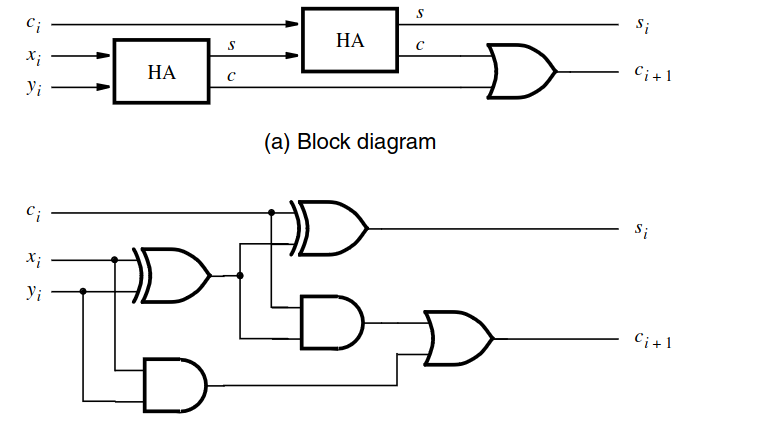 c_i s s_i
x_i s HA c
y_i HA c c_{i+1}
(a) Block diagram
c_i s_i
x_i
y_i
c_{i+1}